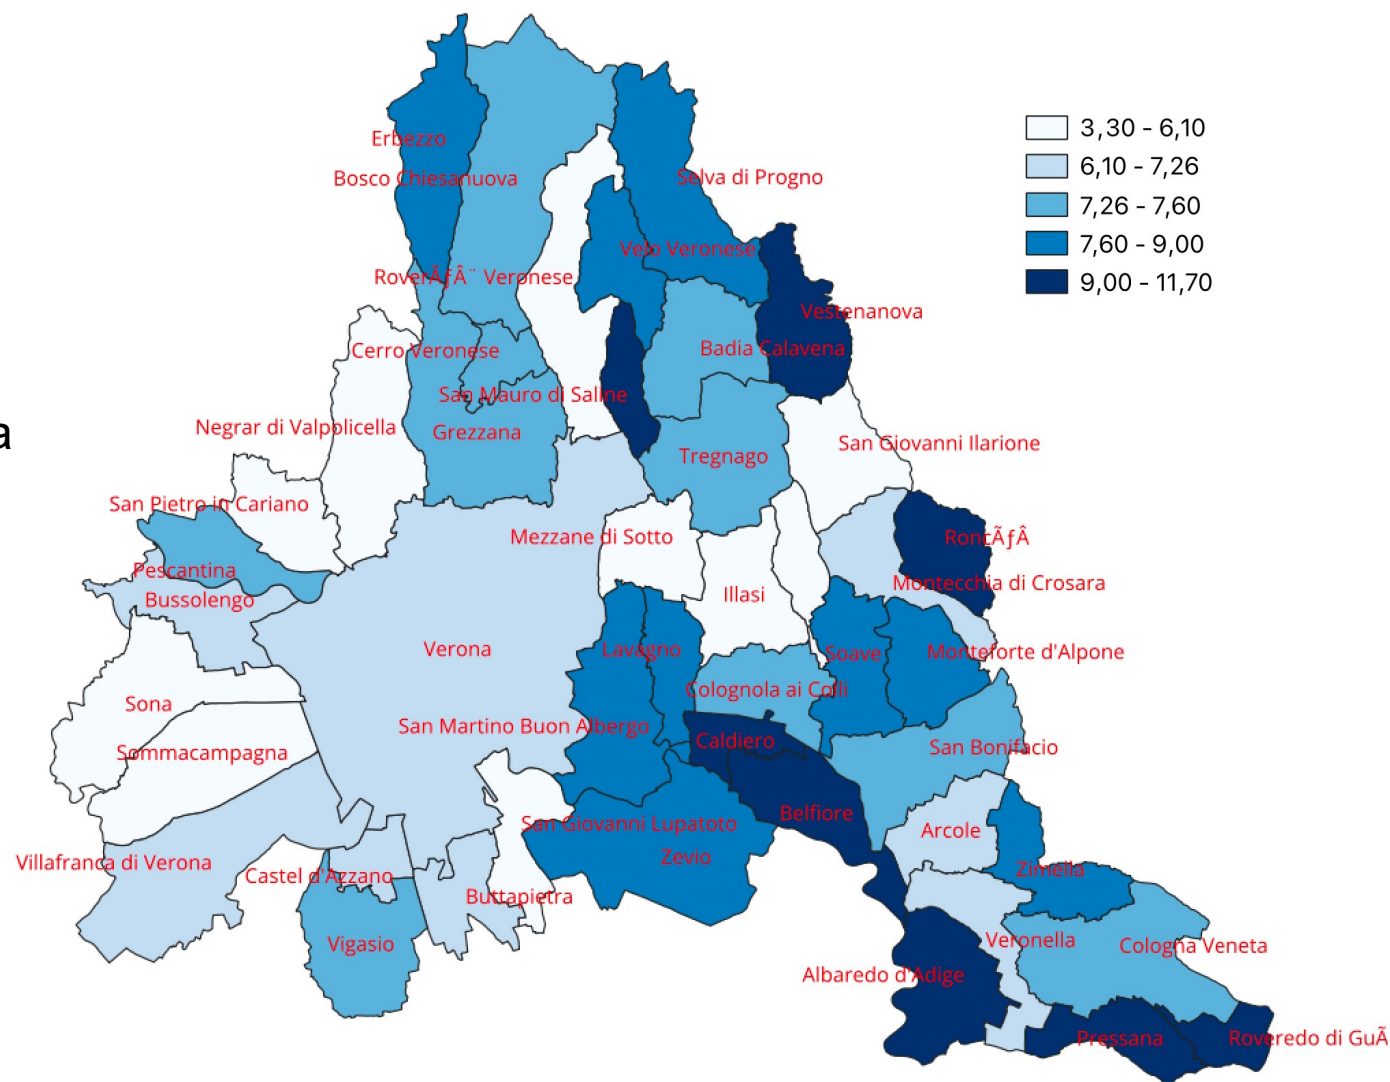 3,30 - 6,10
6,10 - 7,26
7,26 - 7,60
7,60 - 9,00
9,00 - 11,70
Erbezzo
Bosco Chiesanuova
Selva di Progno
Velo Veronese
RoverÃƒÂ¨ Veronese
Vestenanova
Cerro Veronese
Badia Calavena
San Mauro di Saline
Negrar di Valpolicella
Grezzana
a
San Giovanni Ilarione
Tregnago
San Pietro in Cariano
Mezzane di Sotto
RoncÃƒÂ
Pescantina
Montecchia di Crosara
Bussolengo
Illasi
Verona
Lavagno
Soave
Monteforte d'Alpone
Colognola ai Colli
Sona
San Martino Buon Albergo
Caldiero
San Bonifacio
Sommacampagna
Belfiore
San Giovanni Lupatoto
Arcole
Zevio
Villafranca di Verona
Castel d'Azzano
Zimella
Buttapietra
Vigasio
Veronella
Cologna Veneta
Albaredo d'Adige
Pressana
Roveredo di GuÃ